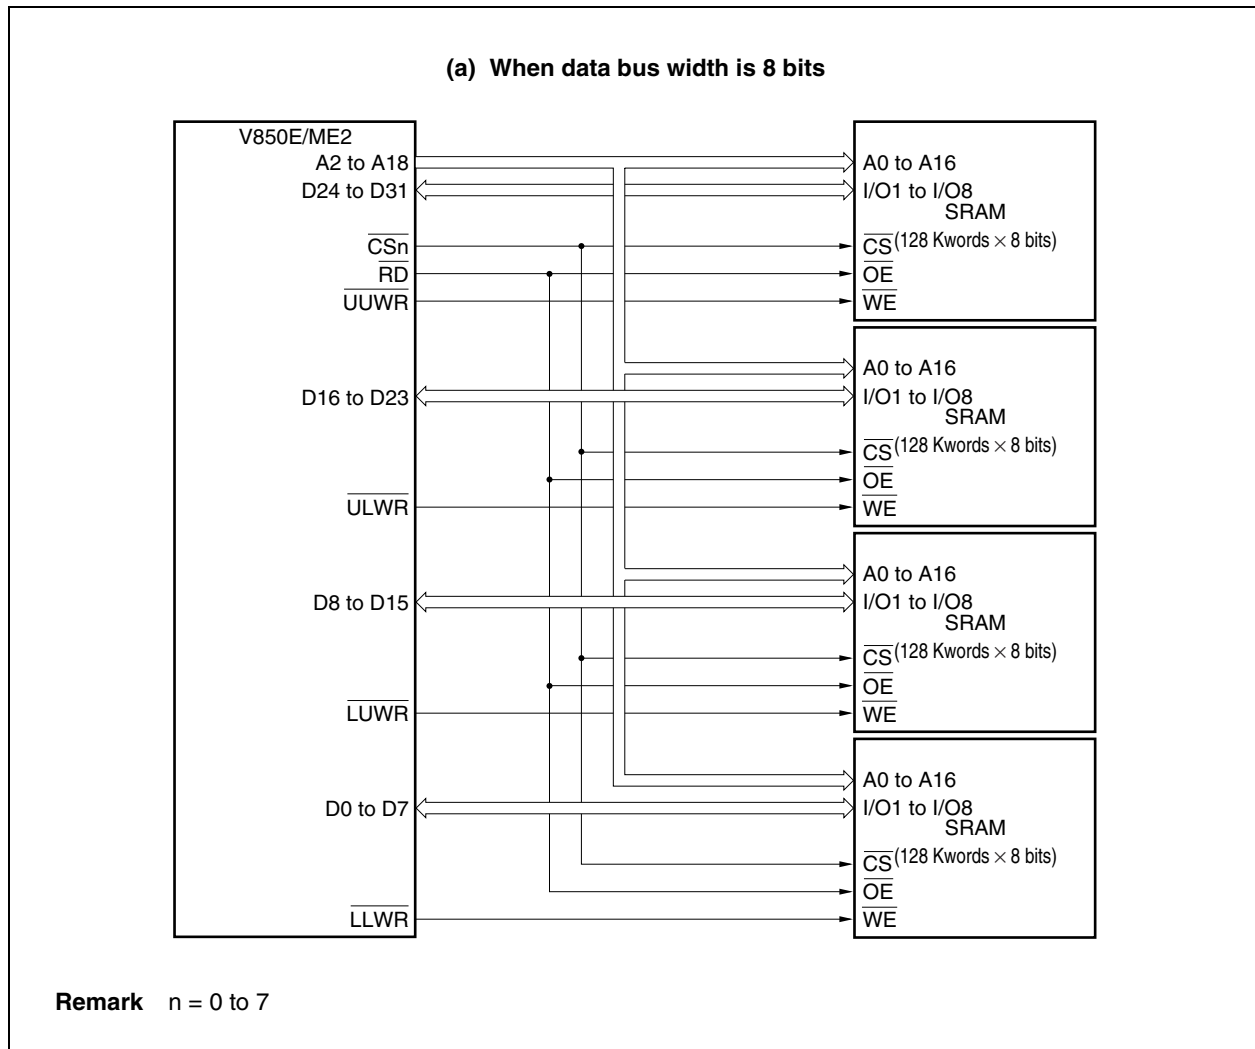 (a) When data bus width is 8 bits
V850E/ME2
A2 to A18
A0 to A16
D24 to D31
I/O1 to I/O8
SRAM
CSn
CS (128 Kwords × 8 bits)
RD
OE
UUWR
WE
A0 to A16
D16 to D23
I/O1 to I/O8
SRAM
CS (128 Kwords × 8 bits)
OE
ULWR
WE
A0 to A16
D8 to D15
I/O1 to I/O8
SRAM
CS (128 Kwords × 8 bits)
OE
LUWR
WE
A0 to A16
D0 to D7
I/O1 to I/O8
SRAM
CS (128 Kwords × 8 bits)
OE
LLWR
WE
Remark n = 0 to 7